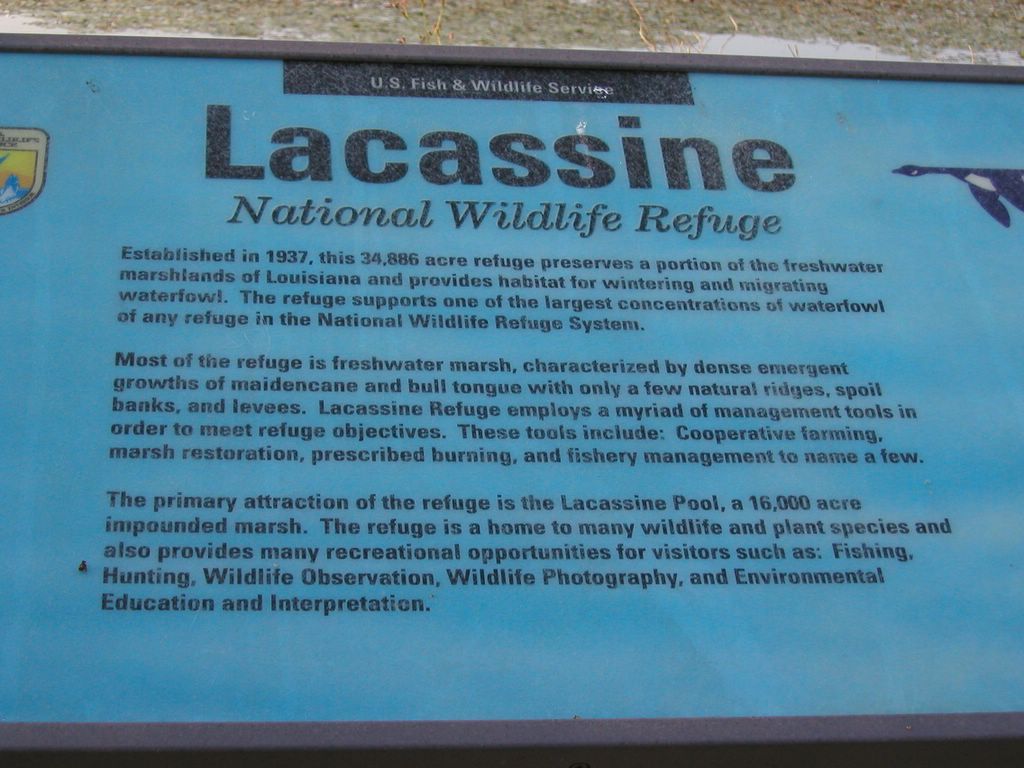 U.S. Fish & Wildlife Service
Lacassine
National Wildlife Refuge
Established in 1937, this 34,886 acre refuge preserves a portion of the freshwater
marshlands of Louisiana and provides habitat for wintering and migrating
waterfowl. The refuge supports one of the largest concentrations of waterfowl
of any refuge in the National Wildlife Refuge System.
Most of the refuge is freshwater marsh, characterized by dense emergent
growths of maidencane and bull tongue with only a few natural ridges, spoil
banks, and levees. Lacassine Refuge employs a myriad of management tools in
order to meet refuge objectives. These tools include: Cooperative farming,
marsh restoration, prescribed burning, and fishery management to name a few.
The primary attraction of the refuge is the Lacassine Pool, a 16,000 acre
impounded marsh. The refuge is a home to many wildlife and plant species and
also provides many recreational opportunities for visitors such as: Fishing,
Hunting, Wildlife Observation, Wildlife Photography, and Environmental
Education and Interpretation.